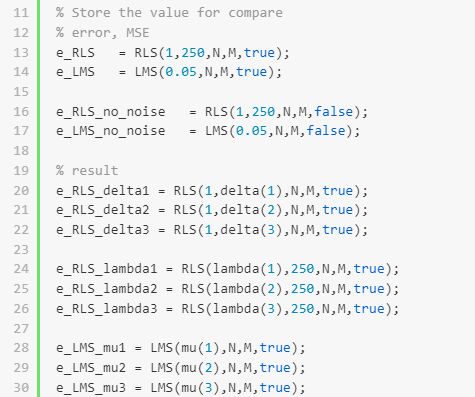 11 % Store the value for compare
12 % error, MSE
13 e_RLS   = RLS(1,250,N,M,true);
14 e_LMS   = LMS(0.05,N,M,true);
15
16 e_RLS_no_noise   = RLS(1,250,N,M,false);
17 e_LMS_no_noise   = LMS(0.05,N,M,false);
18
19 % result
20 e_RLS_delta1 = RLS(1,delta(1),N,M,true);
21 e_RLS_delta2 = RLS(1,delta(2),N,M,true);
22 e_RLS_delta3 = RLS(1,delta(3),N,M,true);
23
24 e_RLS_lambda1 = RLS(lambda(1),250,N,M,true);
25 e_RLS_lambda2 = RLS(lambda(2),250,N,M,true);
26 e_RLS_lambda3 = RLS(lambda(3),250,N,M,true);
27
28 e_LMS_mu1 = LMS(mu(1),N,M,true);
29 e_LMS_mu2 = LMS(mu(2),N,M,true);
30 e_LMS_mu3 = LMS(mu(3),N,M,true);